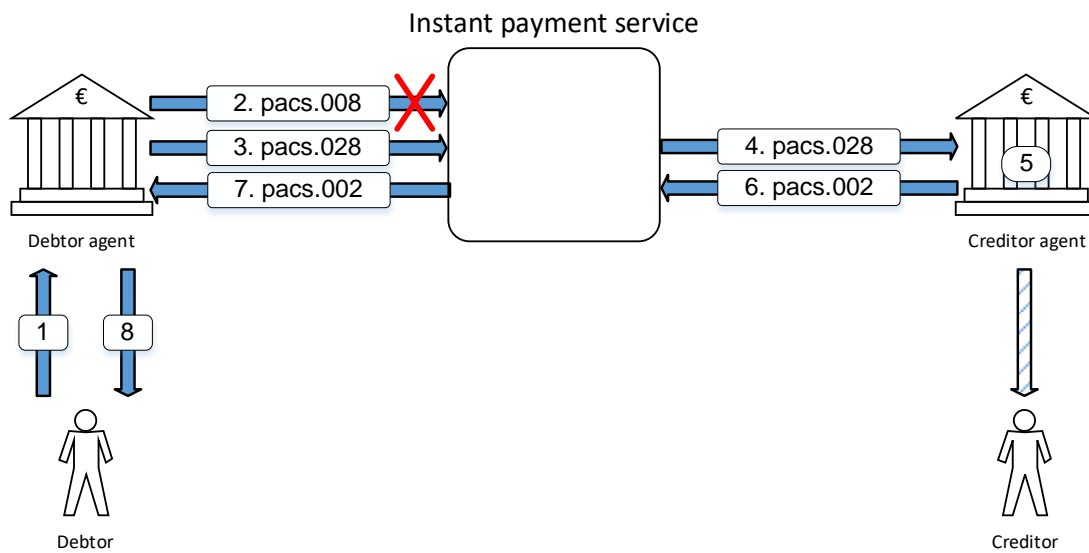 Instant payment service
€
2. pacs.008
3. pacs.028
7. pacs.002
4. pacs.028
6. pacs.002
€
5
Debtor agent
Creditor agent
1
8
Debtor
Creditor